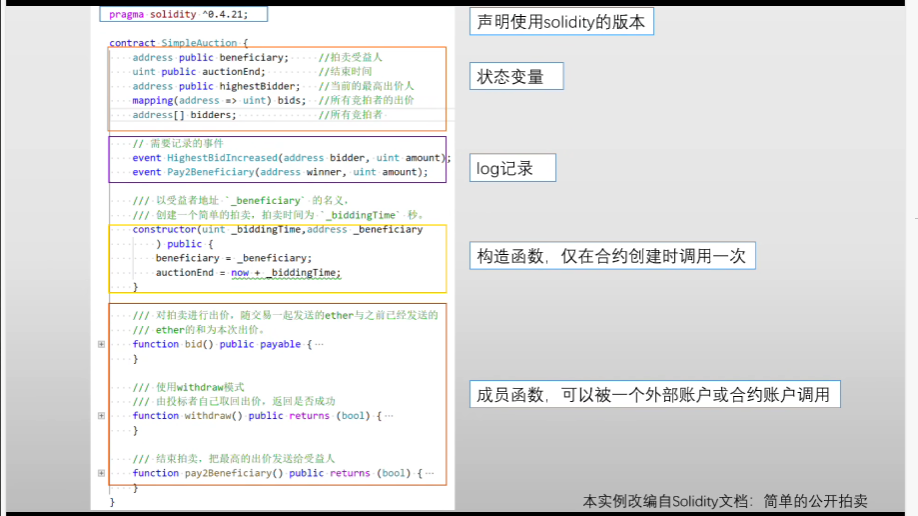 pragma solidity ^0.4.21;
声明使用solidity的版本
contract SimpleAuction {
address public beneficiary; //拍卖受益人
uint public auctionEnd; //结束时间
address public highestBidder; //当前的最高出价人
mapping(address => uint) bids; //所有竞拍者的出价
address[] bidders; //所有竞拍者
状态变量
// 需要记录的事件
event HighestBidIncreased(address bidder, uint amount);
event Pay2Beneficiary(address winner, uint amount);
log记录
/// 以受益者地址 `_beneficiary` 的名义，
/// 创建一个简单的拍卖，拍卖时间为 `_biddingTime` 秒。
constructor(uint _biddingTime,address _beneficiary
) public {
beneficiary = _beneficiary;
auctionEnd = now + _biddingTime;
}
构造函数，仅在合约创建时调用一次
/// 对拍卖进行出价，随交易一起发送的ether与之前已经发送的
/// ether的和为本次出价。
function bid() public payable { …
}
/// 使用withdraw模式
/// 由投标者自己取回出价，返回是否成功
function withdraw() public returns (bool) { …
}
/// 结束拍卖，把最高的出价发送给受益人
function pay2Beneficiary() public returns (bool) { …
}
}
成员函数，可以被一个外部账户或合约账户调用
本实例改编自Solidity文档：简单的公开拍卖